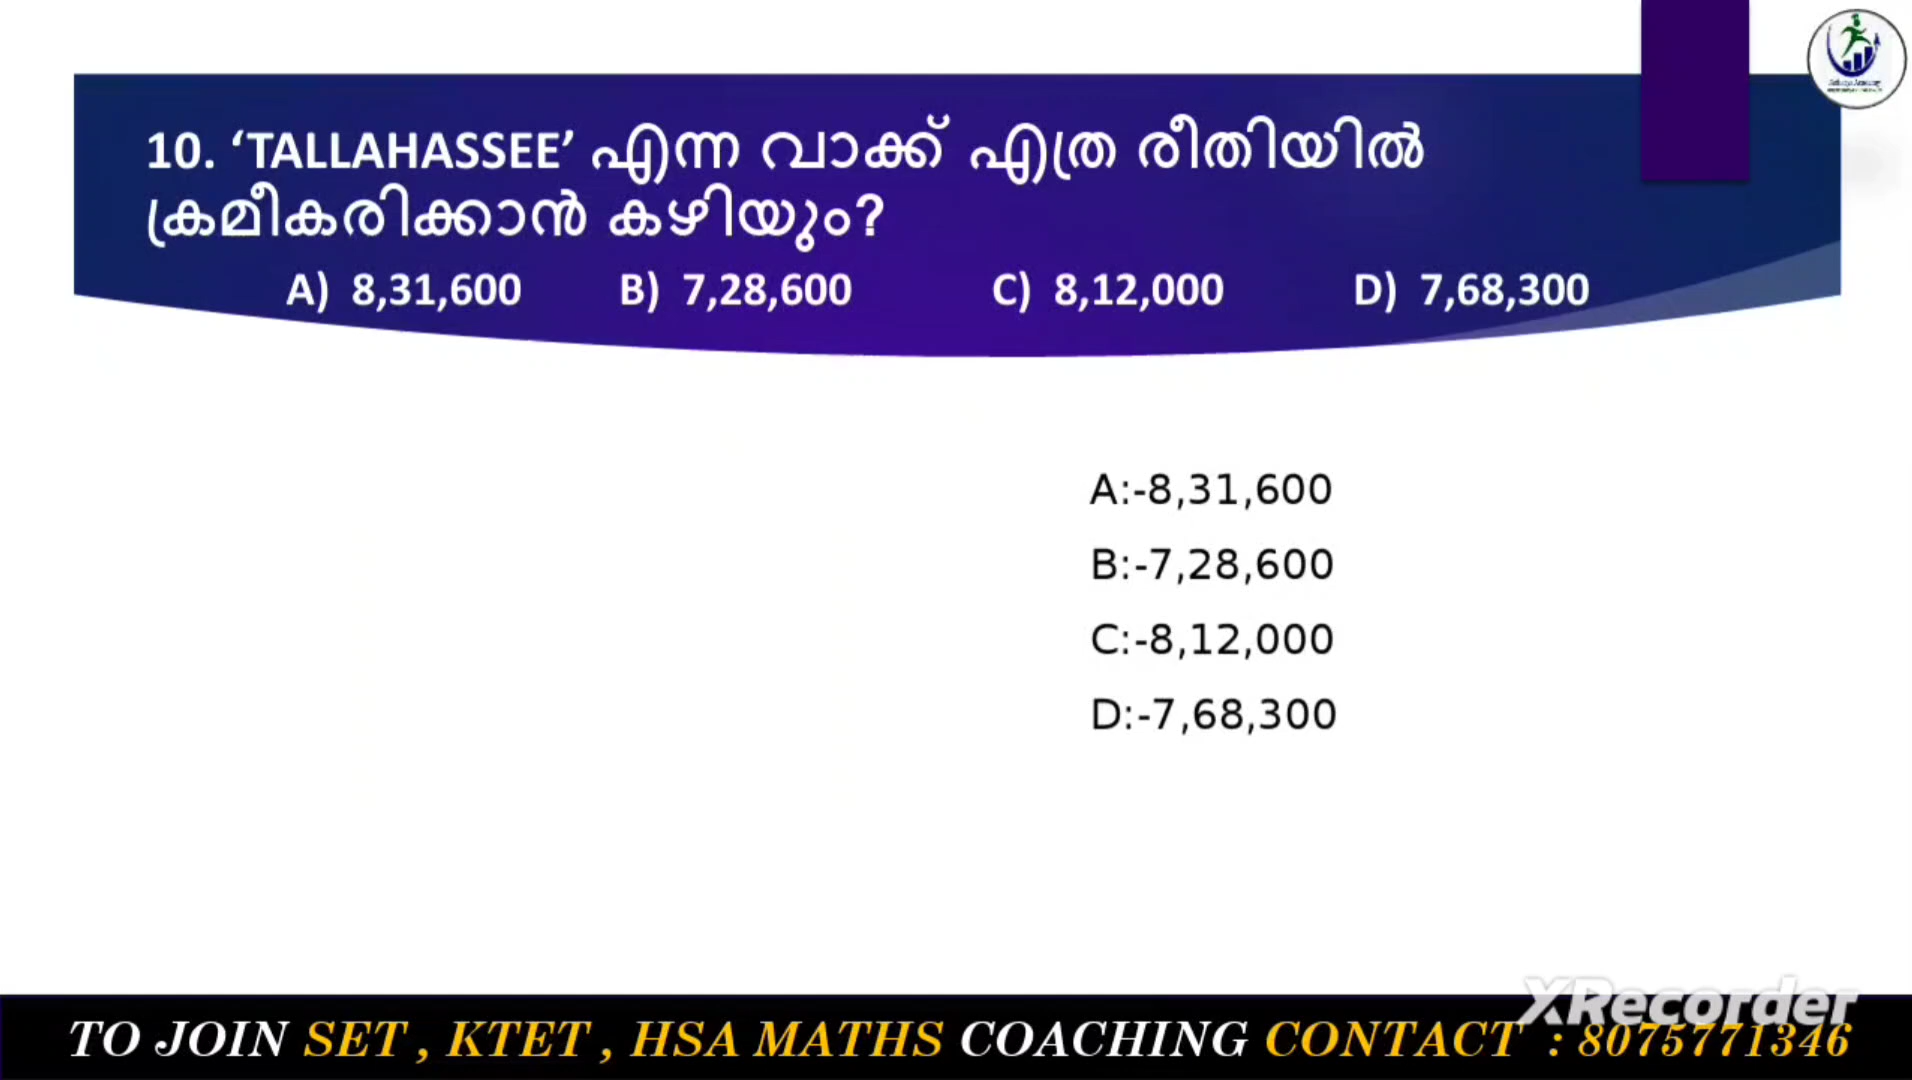 10. ‘TALLAHASSEE’ എന്ന വാക്ക് എത്ര രീതിയിൽ
ക്രമീകരിക്കാൻ കഴിയും?
A) 8,31,600 B) 7,28,600 C) 8,12,000 D) 7,68,300
A:-8,31,600
B:-7,28,600
C:-8,12,000
D:-7,68,300
XRecorder
TO JOIN SET , KTET , HSA MATHS COACHING CONTACT : 8075771346